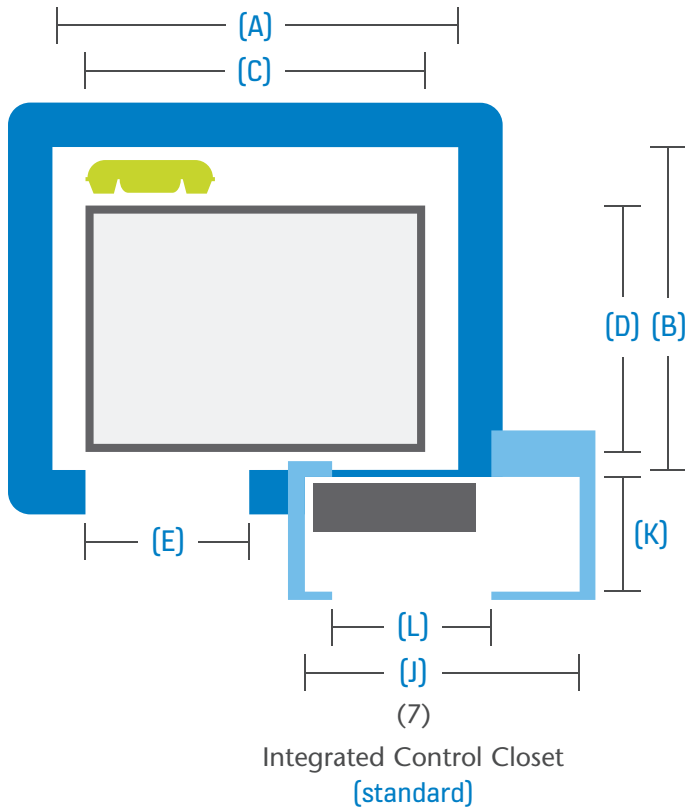 (A)
(C)
(D) (B)
(E)
(K)
(L)
(J)
(7)
Integrated Control Closet
(standard)